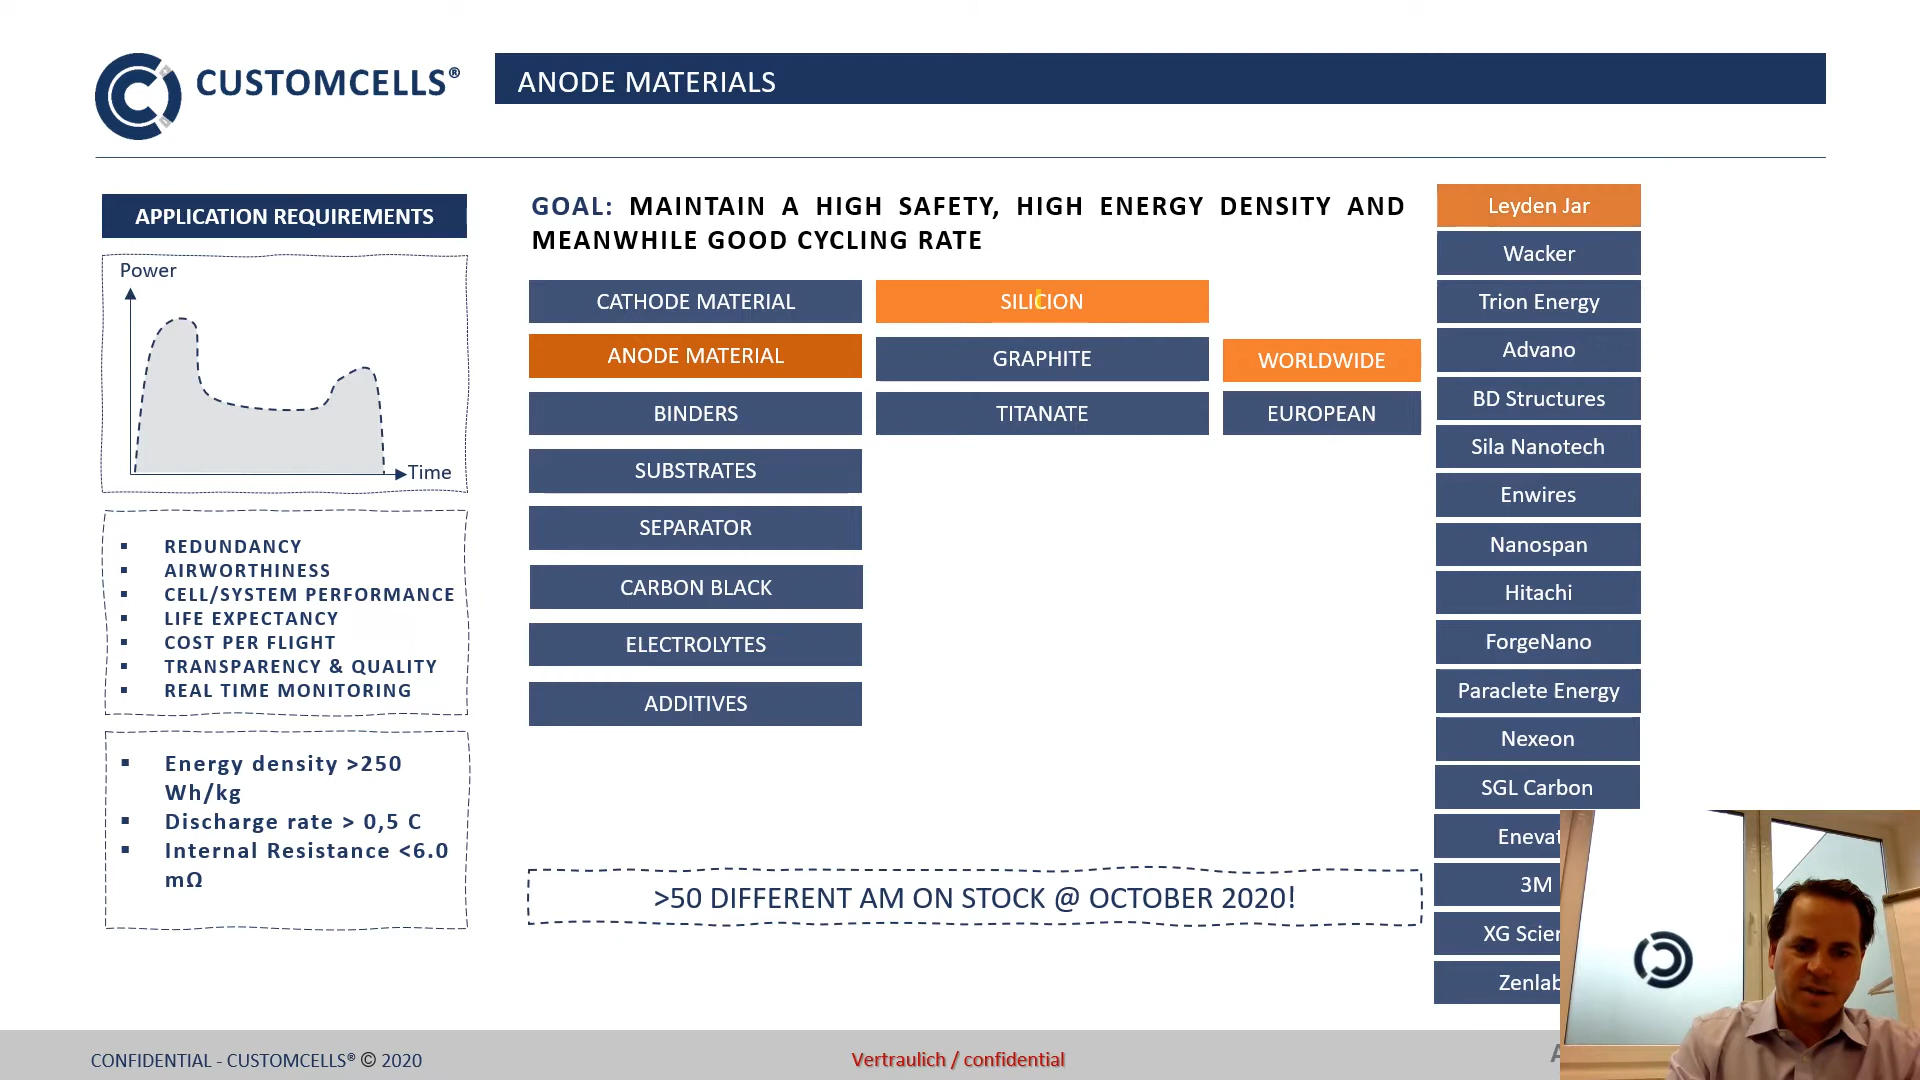 CUSTOMCELLS®
ANODE MATERIALS
APPLICATION REQUIREMENTS
Power
Time
REDUNDANCY
AIRWORTHINESS
CELL/SYSTEM PERFORMANCE
LIFE EXPECTANCY
COST PER FLIGHT
TRANSPARENCY & QUALITY
REAL TIME MONITORING
Energy density >250
Wh/kg
Discharge rate > 0,5 C
Internal Resistance <6.0
mΩ
GOAL: MAINTAIN A HIGH SAFETY, HIGH ENERGY DENSITY AND
MEANWHILE GOOD CYCLING RATE
CATHODE MATERIAL
ANODE MATERIAL
BINDERS
SUBSTRATES
SEPARATOR
CARBON BLACK
ELECTROLYTES
ADDITIVES
SILICION
GRAPHITE
TITANATE
WORLDWIDE
EUROPEAN
Leyden Jar
Wacker
Trion Energy
Advano
BD Structures
Sila Nanotech
Enwires
Nanospan
Hitachi
ForgeNano
Paraclete Energy
Nexeon
SGL Carbon
Enevat
3M
XG Scien
Zenlab
>50 DIFFERENT AM ON STOCK @ OCTOBER 2020!
CONFIDENTIAL - CUSTOMCELLS® © 2020
Vertraulich / confidential